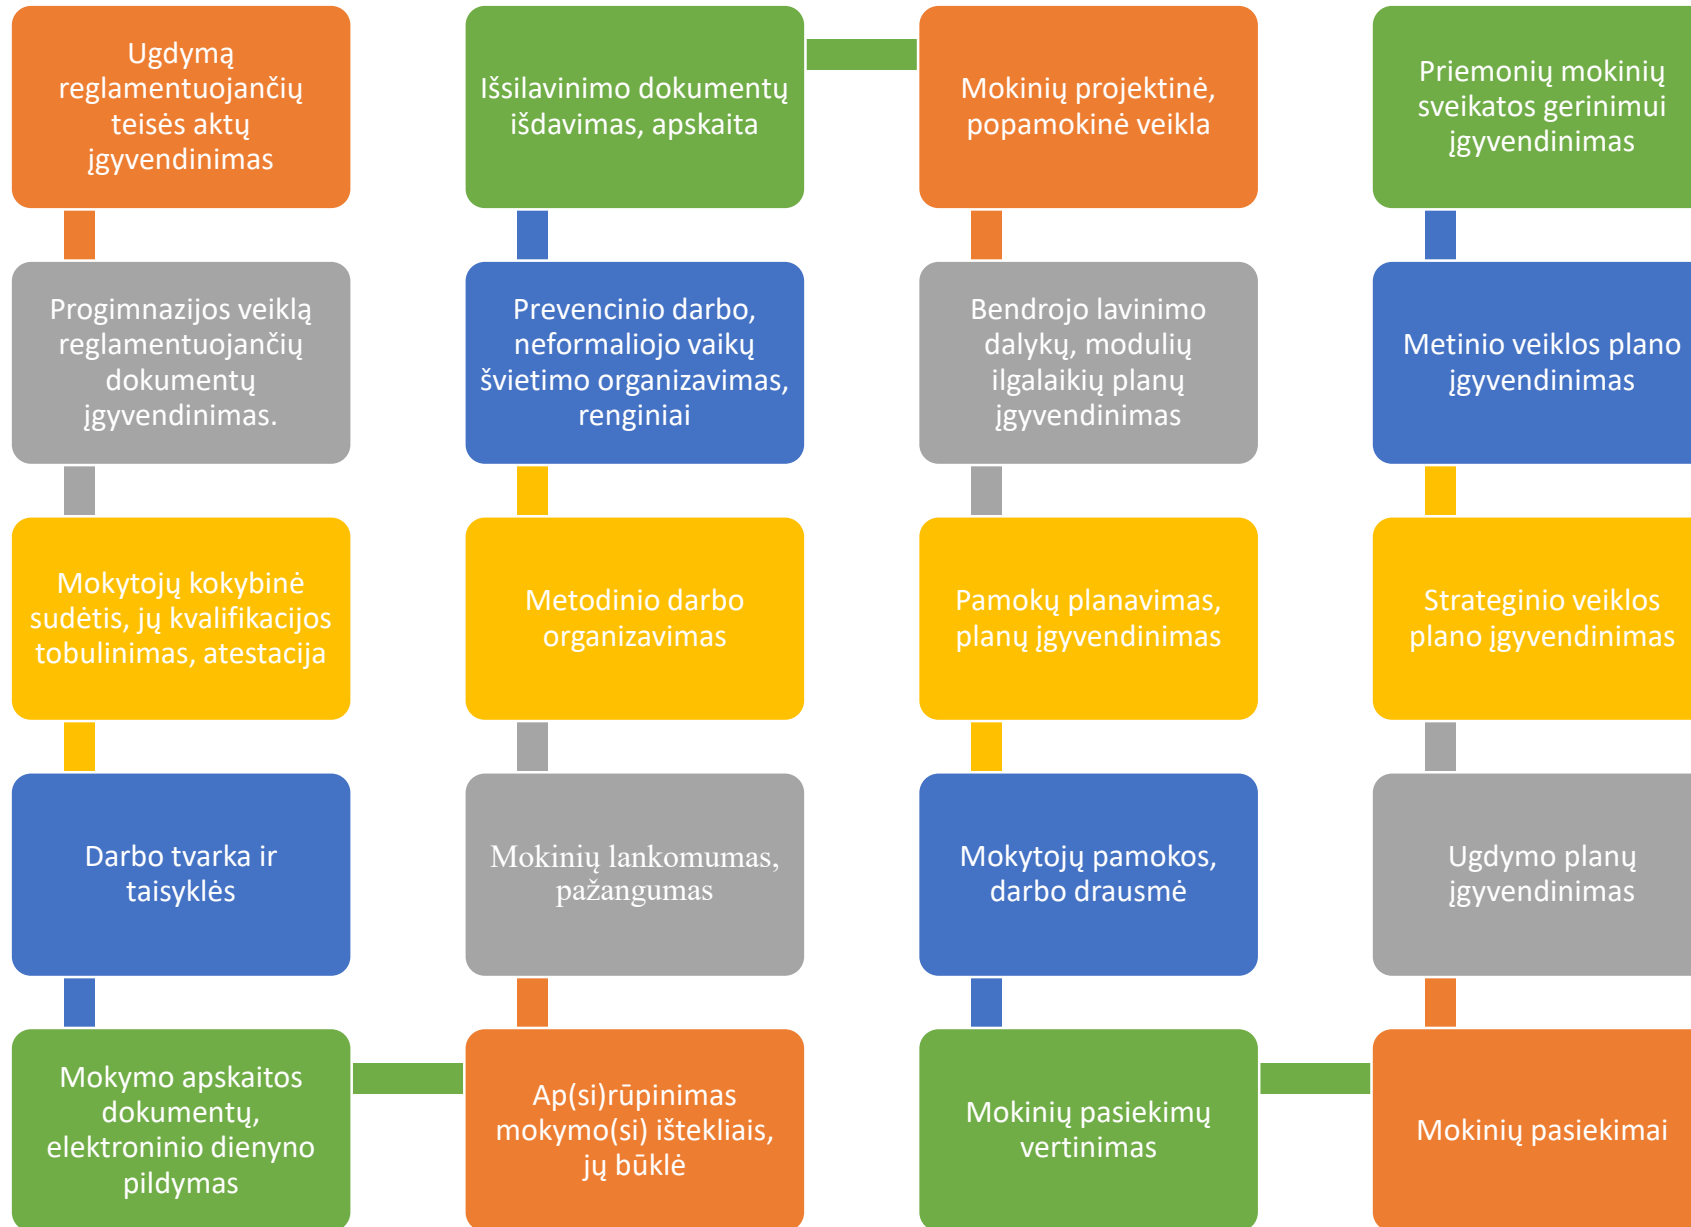 Ugdymą
reglamentuojančių
teisės aktų
įgyvendinimas
Progimnazijos veiklą
reglamentuojančių
dokumentų
įgyvendinimas.
Mokytojų kokybinė
sudėtis, jų kvalifikacijos
tobulinimas, atestacija
Darbo tvarka ir
taisyklės
Mokymo apskaitos
dokumentų,
elektroninio dienyno
pildymas
Ap(si)rūpinimas
mokymo(si) ištekliais,
jų būklė
Mokinių lankomumas,
pažangumas
Metodinio darbo
organizavimas
Prevencinio darbo,
neformaliojo vaikų
švietimo organizavimas,
renginiai
Išsilavinimo dokumentų
išdavimas, apskaita
Mokinių projektinė,
popamokinė veikla
Bendrojo lavinimo
dalykų, modulių
ilgalaikių planų
įgyvendinimas
Pamokų planavimas,
planų įgyvendinimas
Mokytojų pamokos,
darbo drausmė
Mokinių pasiekimų
vertinimas
Mokinių pasiekimai
Ugdymo planų
įgyvendinimas
Strateginio veiklos
plano įgyvendinimas
Metinio veiklos plano
įgyvendinimas
Priemonių mokinių
sveikatos gerinimui
įgyvendinimas